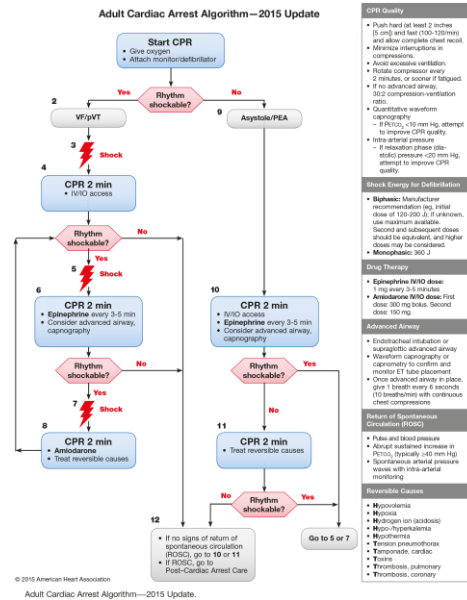 Adult Cardiac Arrest Algorithm—2015 Update
1
Start CPR
• Give oxygen
• Attach monitor/defibrillator
Rhythm
shockable?
Yes
No
2
VF/pVT
9
Asystole/PEA
3
Shock
4
CPR 2 min
• IV/IO access
Rhythm
shockable?
No
Yes
5
Shock
6
CPR 2 min
• Epinephrine every 3-5 min
• Consider advanced airway,
capnography
Rhythm
shockable?
No
Yes
7
Shock
8
CPR 2 min
• Amiodarone
• Treat reversible causes
10
CPR 2 min
• IV/IO access
• Epinephrine every 3-5 min
• Consider advanced airway,
capnography
Rhythm
shockable?
Yes
No
11
CPR 2 min
• Treat reversible causes
Rhythm
shockable?
No
Yes
12
• If no signs of return of
spontaneous circulation
(ROSC), go to 10 or 11
• If ROSC, go to
Post–Cardiac Arrest Care
Go to 5 or 7
CPR Quality
• Push hard (at least 2 inches
[5 cm]) and fast (100-120/min)
and allow complete chest recoil.
• Minimize interruptions in
compressions.
• Avoid excessive ventilation.
• Rotate compressor every
2 minutes, or sooner if fatigued.
• If no advanced airway,
30:2 compression-ventilation
ratio.
• Quantitative waveform
capnography
– If PETCO₂ <10 mm Hg, attempt
to improve CPR quality.
• Intra-arterial pressure
– If relaxation phase (dia-
stolic) pressure <20 mm Hg,
attempt to improve CPR
quality.
Shock Energy for Defibrillation
• Biphasic: Manufacturer
recommendation (eg, initial
dose of 120-200 J); if unknown,
use maximum available.
Second and subsequent doses
should be equivalent, and higher
doses may be considered.
• Monophasic: 360 J
Drug Therapy
• Epinephrine IV/IO dose:
1 mg every 3-5 minutes
• Amiodarone IV/IO dose: First
dose: 300 mg bolus. Second
dose: 150 mg.
Advanced Airway
• Endotracheal intubation or
supraglottic advanced airway
• Waveform capnography or
capnometry to confirm and
monitor ET tube placement
• Once advanced airway in place,
give 1 breath every 6 seconds
(10 breaths/min) with continuous
chest compressions
Return of Spontaneous
Circulation (ROSC)
• Pulse and blood pressure
• Abrupt sustained increase in
PETCO₂ (typically ≥40 mm Hg)
• Spontaneous arterial pressure
waves with intra-arterial
monitoring
Reversible Causes
• Hypovolemia
• Hypoxia
• Hydrogen ion (acidosis)
• Hypo-/hyperkalemia
• Hypothermia
• Tension pneumothorax
• Tamponade, cardiac
• Toxins
• Thrombosis, pulmonary
• Thrombosis, coronary
© 2015 American Heart Association
Adult Cardiac Arrest Algorithm—2015 Update.